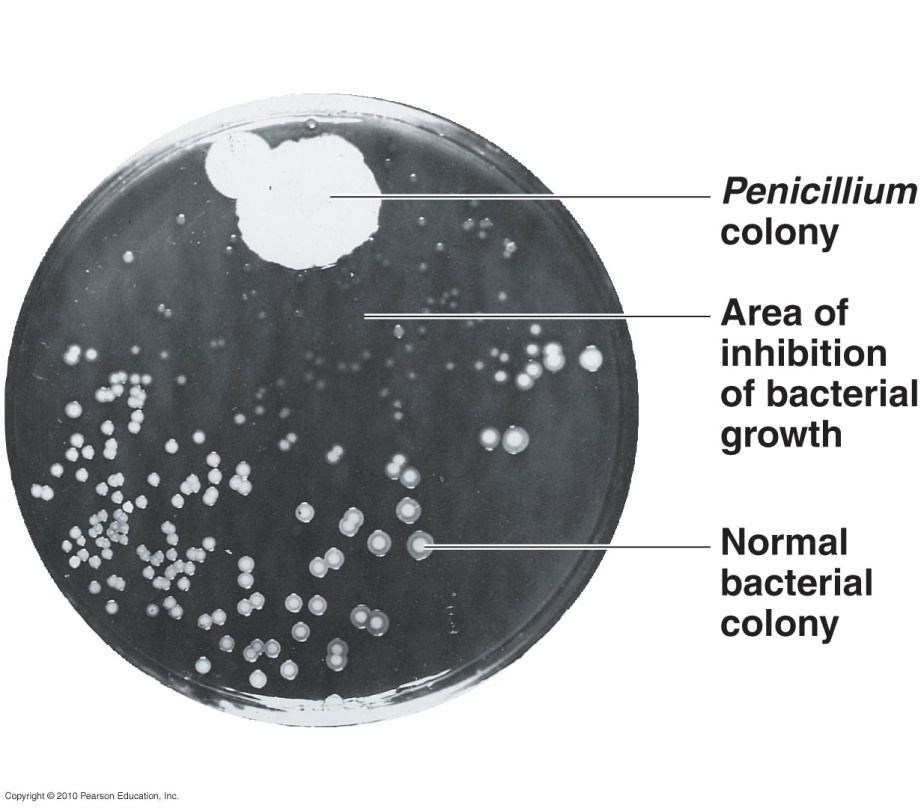 Penicillium
colony
Area of
inhibition
of bacterial
growth
Normal
bacterial
colony
Copyright © 2010 Pearson Education, Inc.